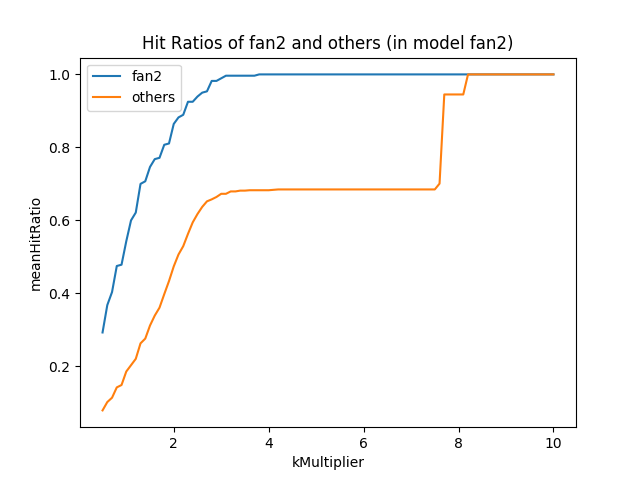 Hit Ratios of fan2 and others (in model fan2)
fan2
others
1.0
0.8
0.6
0.4
0.2
meanHitRatio
2 4 6 8 10
kMultiplier